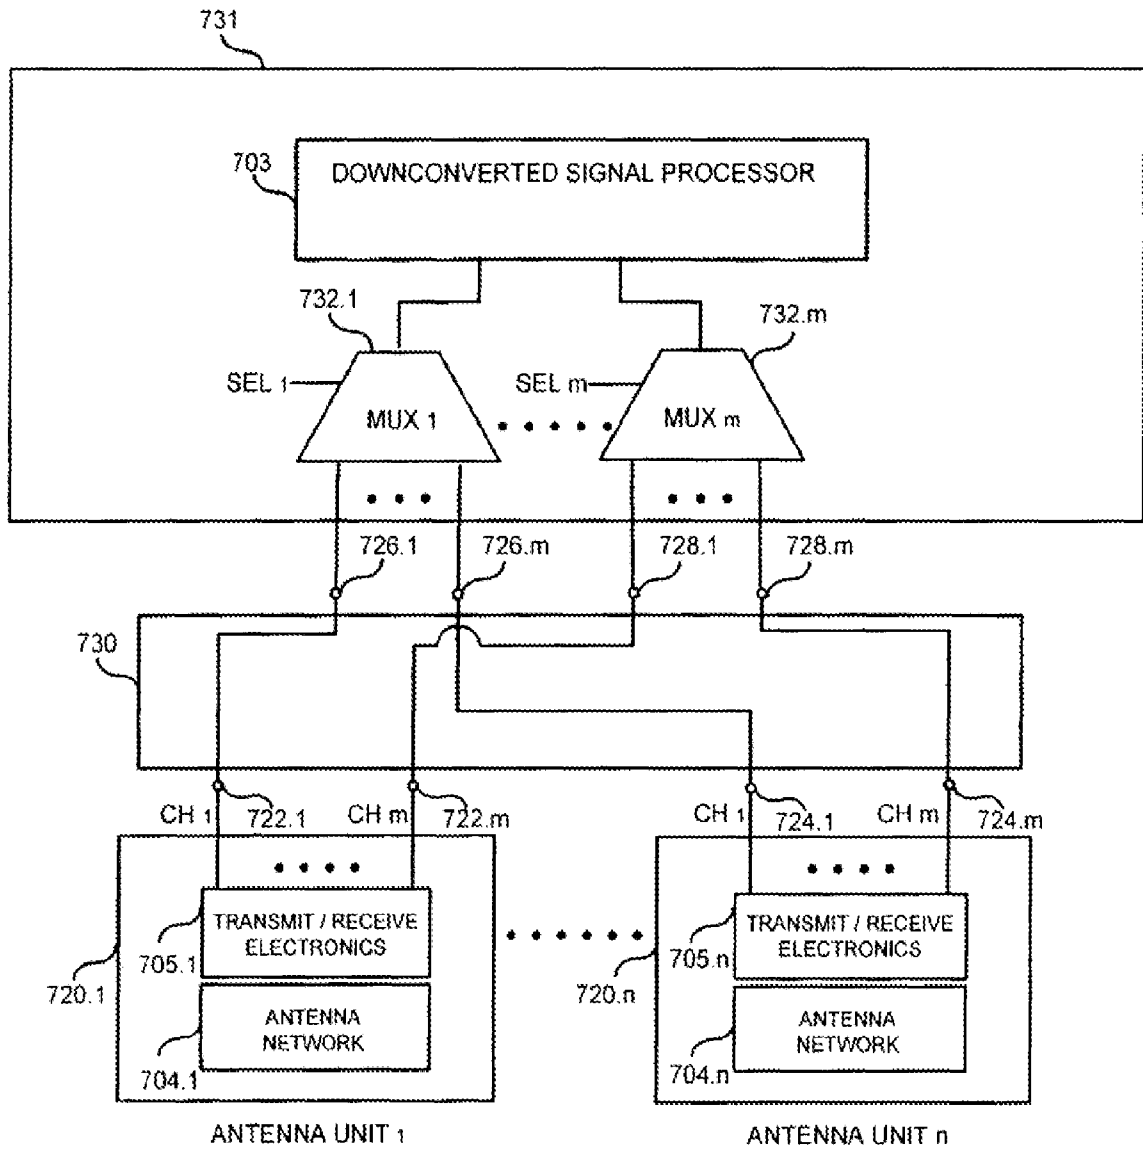 731
703
DOWNCONVERTED SIGNAL PROCESSOR
732.1
732.m
SEL 1
SEL m
MUX 1
MUX m
726.1
726.m
728.1
728.m
730
CH 1
722.1
CH m
722.m
CH 1
724.1
CH m
724.m
TRANSMIT / RECEIVE
ELECTRONICS
705.1
720.1
ANTENNA
NETWORK
704.1
TRANSMIT / RECEIVE
ELECTRONICS
705.n
720.n
ANTENNA
NETWORK
704.n
ANTENNA UNIT 1
ANTENNA UNIT n